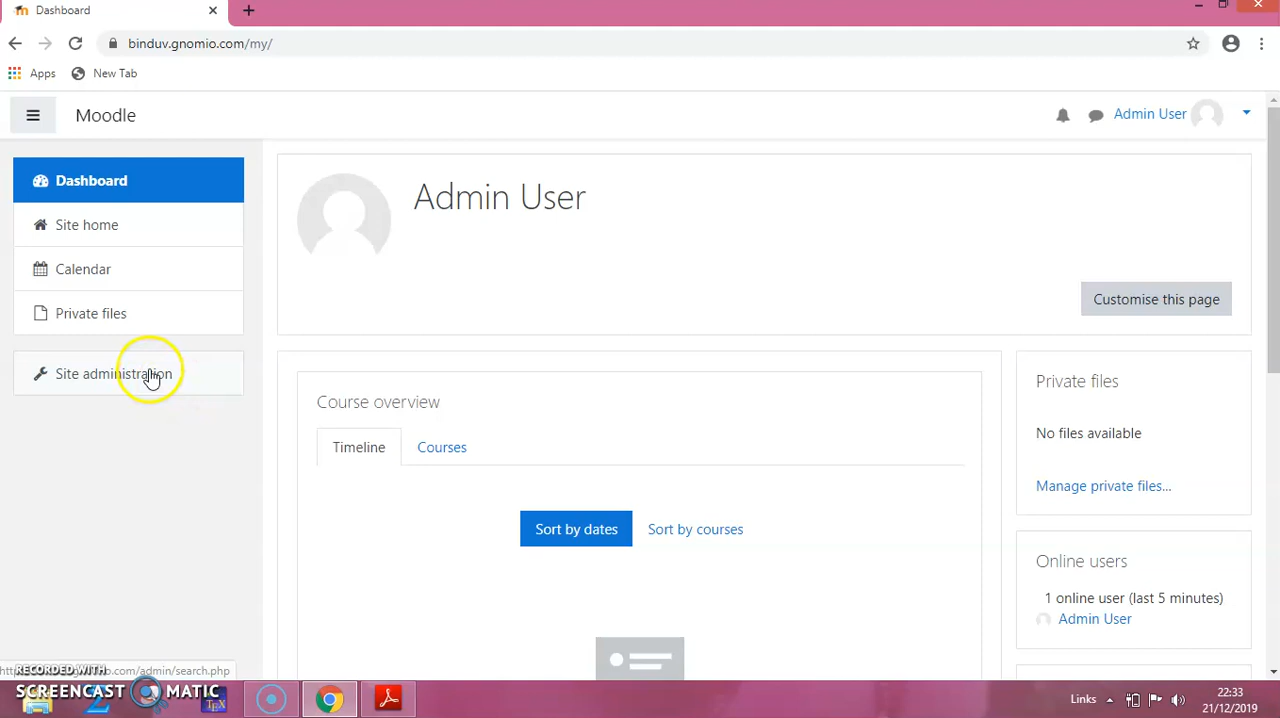 Dashboard
binduv.gnomio.com/my/
Apps
New Tab
Moodle
Admin User
Dashboard
Site home
Calendar
Private files
Site administration
Admin User
Customise this page
Course overview
Timeline
Courses
Sort by dates
Sort by courses
Private files
No files available
Manage private files...
Online users
1 online user (last 5 minutes)
Admin User
.com/admin/search.php
RECORDED WITH
SCREENCAST MATIC
Links
22:33
21/12/2019